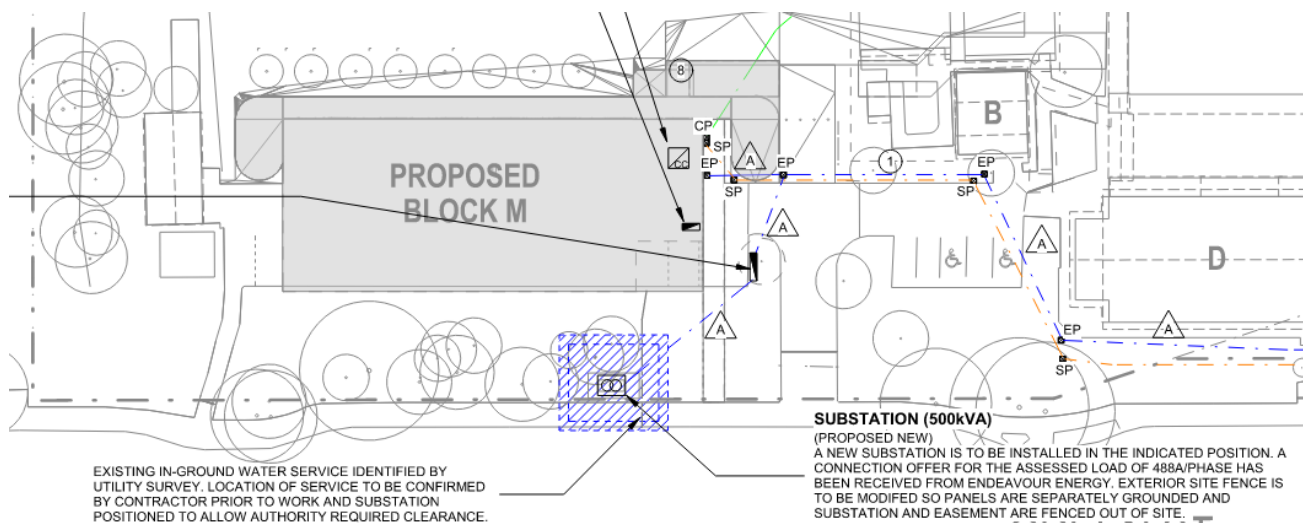 8
B
CP
SP
CC
EP
A
EP
1
EP
PROPOSED
BLOCK M
SP
SP
A
A
D
A
EP
A
SP
SUBSTATION (500kVA)
(PROPOSED NEW)
A NEW SUBSTATION IS TO BE INSTALLED IN THE INDICATED POSITION. A
CONNECTION OFFER FOR THE ASSESSED LOAD OF 488A/PHASE HAS
BEEN RECEIVED FROM ENDEAVOUR ENERGY. EXTERIOR SITE FENCE IS
TO BE MODIFED SO PANELS ARE SEPARATELY GROUNDED AND
SUBSTATION AND EASEMENT ARE FENCED OUT OF SITE.
EXISTING IN-GROUND WATER SERVICE IDENTIFIED BY
UTILITY SURVEY. LOCATION OF SERVICE TO BE CONFIRMED
BY CONTRACTOR PRIOR TO WORK AND SUBSTATION
POSITIONED TO ALLOW AUTHORITY REQUIRED CLEARANCE.